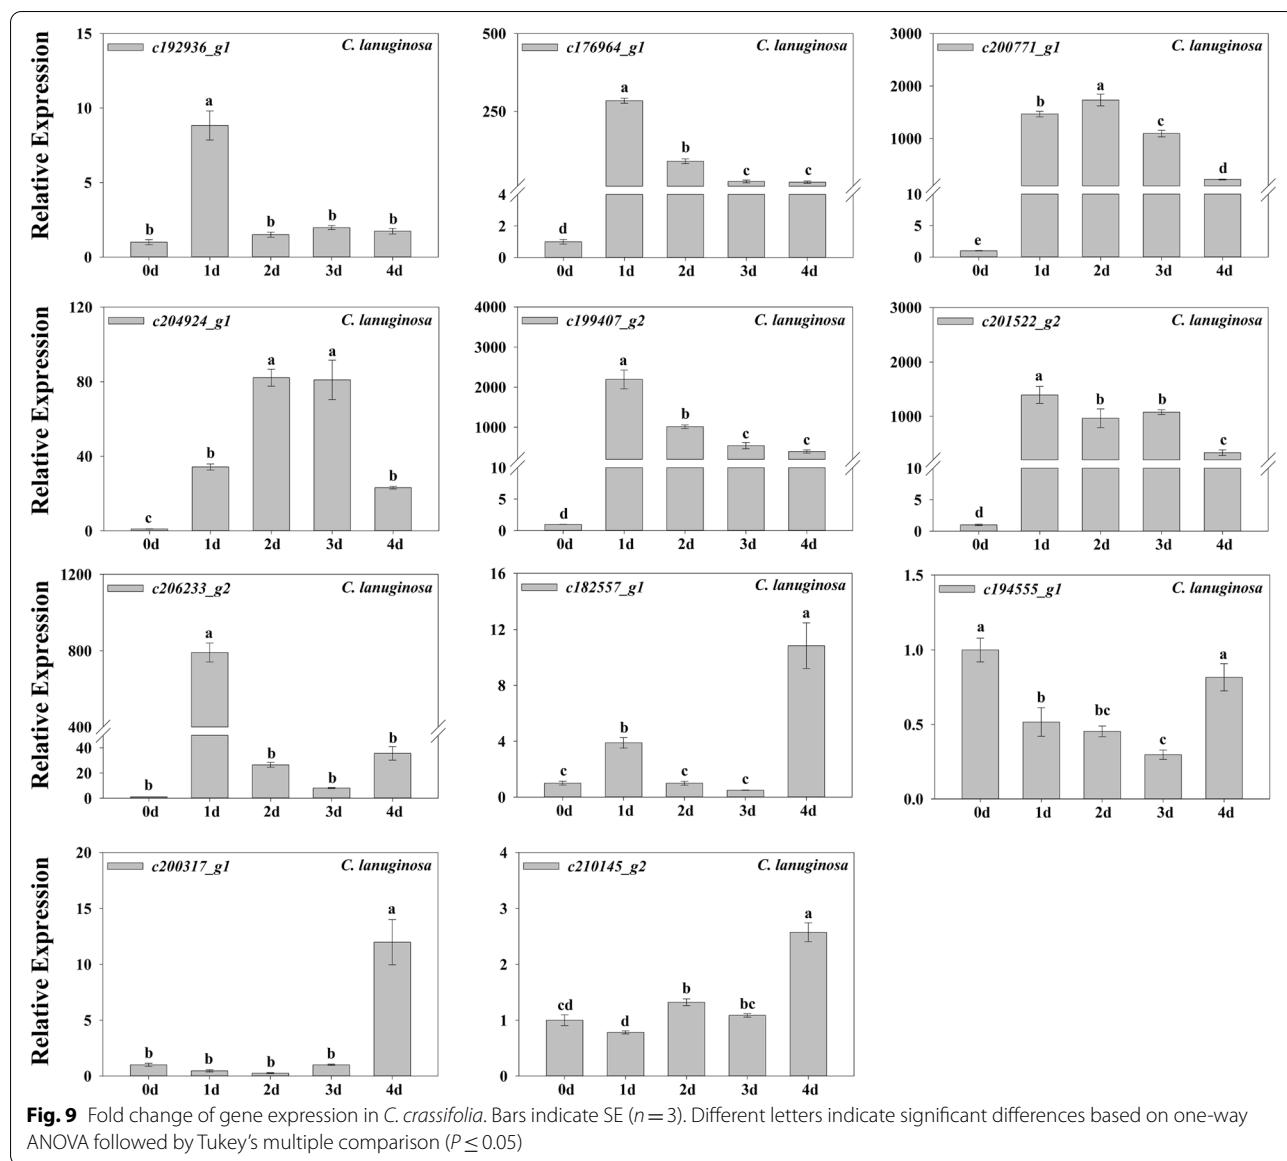 c192936_g1 C. lanuginosa
Relative Expression
15
10
5
0
a
b
b
b
b
0d 1d 2d 3d 4d
c176964_g1 C. lanuginosa
500
250
4
2
0
d
a
b
c
c
0d 1d 2d 3d 4d
c200771_g1 C. lanuginosa
3000
2000
1000
10
5
0
e
b
a
c
d
0d 1d 2d 3d 4d
c204924_g1 C. lanuginosa
Relative Expression
120
80
40
0
c
b
a
a
b
0d 1d 2d 3d 4d
c199407_g2 C. lanuginosa
4000
3000
2000
1000
10
5
0
d
a
b
c
c
0d 1d 2d 3d 4d
c201522_g2 C. lanuginosa
3000
2000
1000
10
5
0
d
a
b
b
c
0d 1d 2d 3d 4d
c206233_g2 C. lanuginosa
Relative Expression
1200
800
400
40
20
0
b
a
b
b
b
0d 1d 2d 3d 4d
c182557_g1 C. lanuginosa
16
12
8
4
0
c
b
c
c
a
0d 1d 2d 3d 4d
c194555_g1 C. lanuginosa
1.5
1.0
0.5
0.0
a
b
bc
c
a
0d 1d 2d 3d 4d
c200317_g1 C. lanuginosa
Relative Expression
20
15
10
5
0
b
b
b
b
a
0d 1d 2d 3d 4d
c210145_g2 C. lanuginosa
4
3
2
1
0
cd
d
b
bc
a
0d 1d 2d 3d 4d
Fig. 9 Fold change of gene expression in C. crassifolia. Bars indicate SE (n = 3). Different letters indicate significant differences based on one-way
ANOVA followed by Tukey's multiple comparison (P ≤ 0.05)